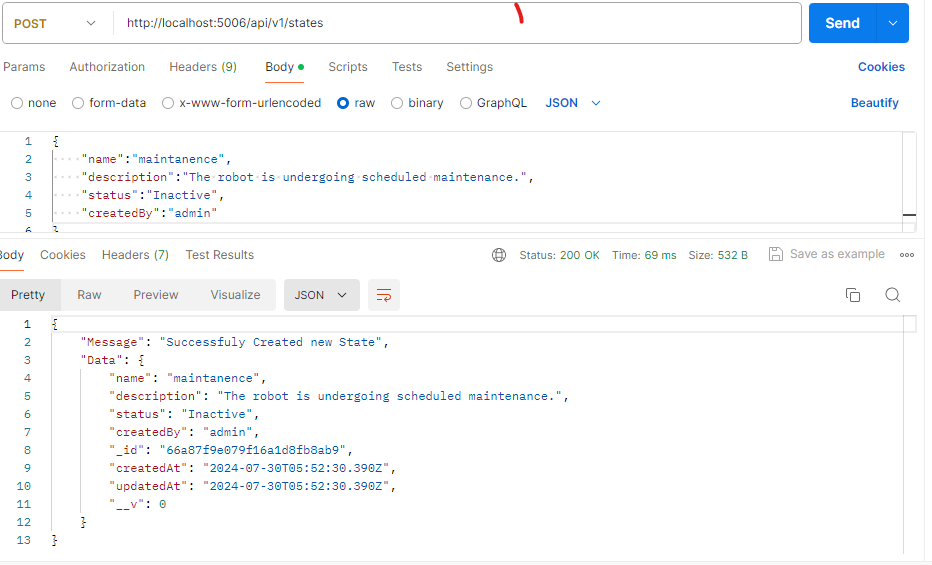 POST http://localhost:5006/api/v1/states Send
Params Authorization Headers (9) Body Scripts Tests Settings Cookies
none form-data x-www-form-urlencoded raw binary GraphQL JSON Beautify
1 {
2 "name":"maintanence",
3 "description":"The robot is undergoing scheduled maintenance.",
4 "status":"Inactive",
5 "createdBy":"admin"
6 }
Body Cookies Headers (7) Test Results Status: 200 OK Time: 69 ms Size: 532 B Save as example
Pretty Raw Preview Visualize JSON
1 {
2 "Message": "Successfuly Created new State",
3 "Data": {
4 "name": "maintanence",
5 "description": "The robot is undergoing scheduled maintenance.",
6 "status": "Inactive",
7 "createdBy": "admin",
8 "_id": "66a87f9e079f16a1d8fb8ab9",
9 "createdAt": "2024-07-30T05:52:30.390Z",
10 "updatedAt": "2024-07-30T05:52:30.390Z",
11 "__v": 0
12 }
13 }